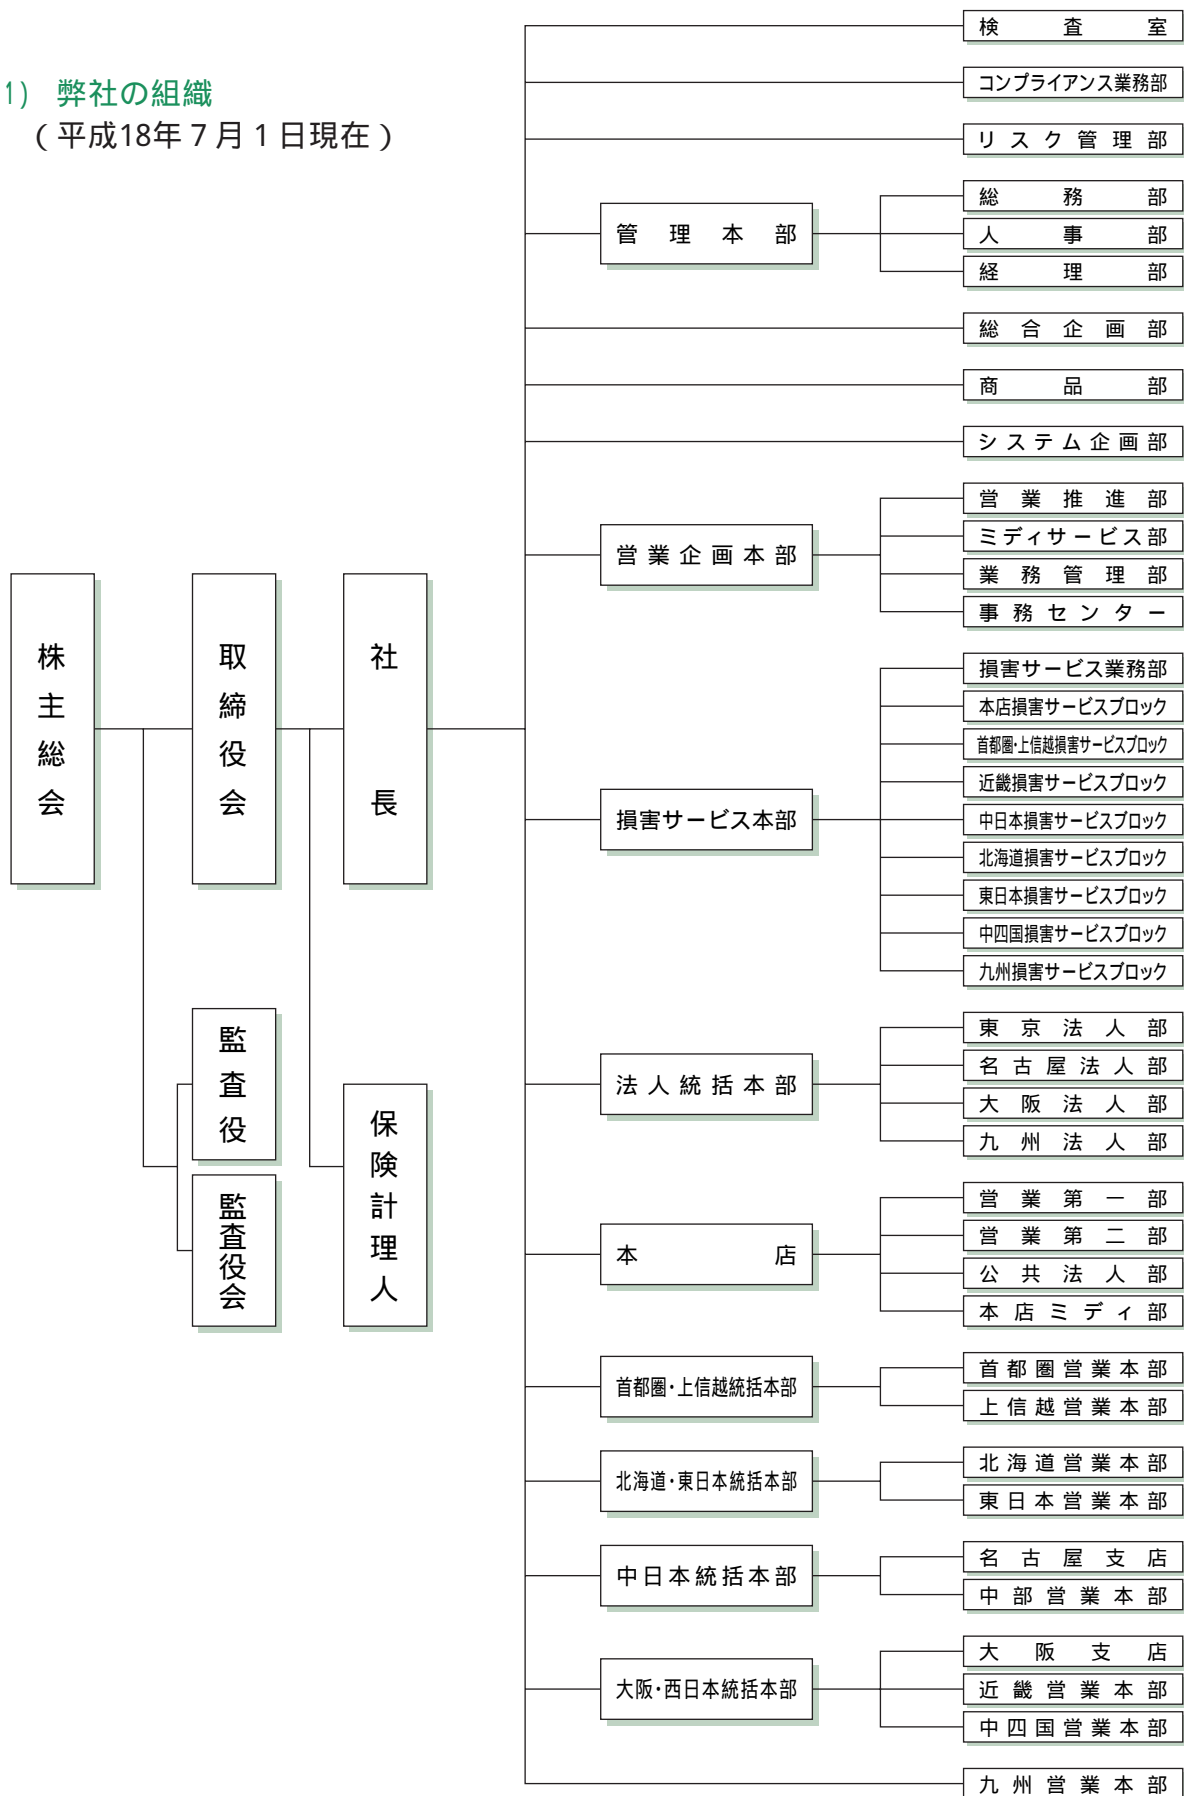 1) 弊社の組織
（平成18年７月１日現在）
株主総会
取締役会
社長
監査役
監査役会
保険計理人
検査室
コンプライアンス業務部
リスク管理部
管理本部
総務部
人事部
経理部
総合企画部
商品部
システム企画部
営業企画本部
営業推進部
ミディサービス部
業務管理部
事務センター
損害サービス本部
損害サービス業務部
本店損害サービスブロック
首都圏・上信越損害サービスブロック
近畿損害サービスブロック
中日本損害サービスブロック
北海道損害サービスブロック
東日本損害サービスブロック
中四国損害サービスブロック
九州損害サービスブロック
法人統括本部
東京法人部
名古屋法人部
大阪法人部
九州法人部
本店
営業第一部
営業第二部
公共法人部
本店ミディ部
首都圏・上信越統括本部
首都圏営業本部
上信越営業本部
北海道・東日本統括本部
北海道営業本部
東日本営業本部
中日本統括本部
名古屋支店
中部営業本部
大阪・西日本統括本部
大阪支店
近畿営業本部
中四国営業本部
九州営業本部